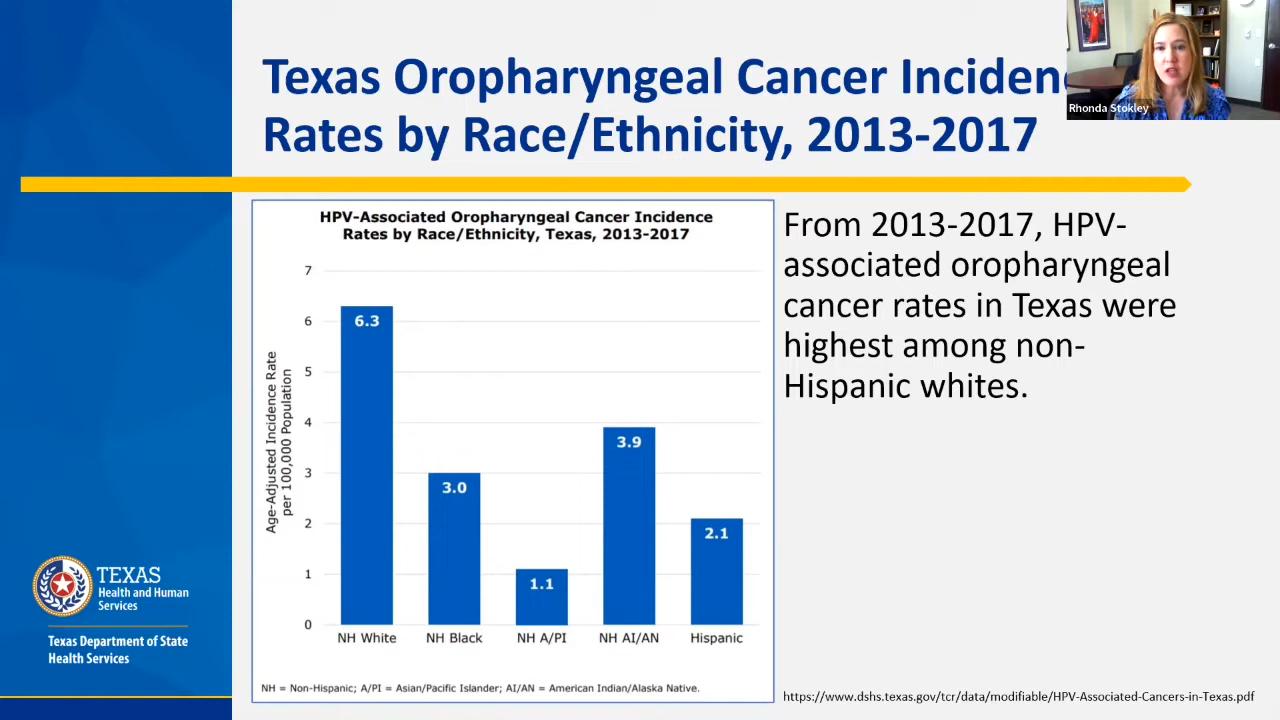 Texas Oropharyngeal Cancer Inciden
Rates by Race/Ethnicity, 2013-2017
Rhonda Stokley
HPV-Associated Oropharyngeal Cancer Incidence
Rates by Race/Ethnicity, Texas, 2013-2017
Age-Adjusted Incidence Rate
per 100,000 Population
7
6
5
4
3
2
1
0
6.3
3.0
1.1
3.9
2.1
NH White
NH Black
NH A/PI
NH AI/AN
Hispanic
NH = Non-Hispanic; A/PI = Asian/Pacific Islander; AI/AN = American Indian/Alaska Native.
From 2013-2017, HPV-
associated oropharyngeal
cancer rates in Texas were
highest among non-
Hispanic whites.
TEXAS
Health and Human
Services
Texas Department of State
Health Services
https://www.dshs.texas.gov/tcr/data/modifiable/HPV-Associated-Cancers-in-Texas.pdf